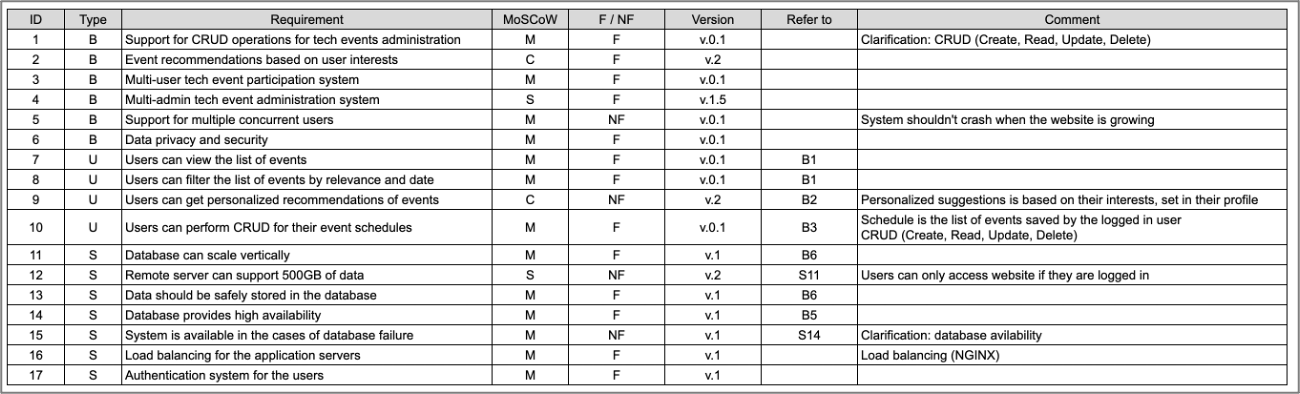 ID Type Requirement MoSCoW F / NF Version Refer to Comment
1 B Support for CRUD operations for tech events administration M F v.0.1 Clarification: CRUD (Create, Read, Update, Delete)
2 B Event recommendations based on user interests C F v.2
3 B Multi-user tech event participation system M F v.0.1
4 B Multi-admin tech event administration system S F v.1.5
5 B Support for multiple concurrent users M NF v.0.1 System shouldn't crash when the website is growing
6 B Data privacy and security M F v.0.1
7 U Users can view the list of events M F v.0.1 B1
8 U Users can filter the list of events by relevance and date M F v.0.1 B1
9 U Users can get personalized recommendations of events C NF v.2 B2 Personalized suggestions is based on their interests, set in their profile
10 U Users can perform CRUD for their event schedules M F v.0.1 B3 Schedule is the list of events saved by the logged in user
CRUD (Create, Read, Update, Delete)
11 S Database can scale vertically M F v.1 B6
12 S Remote server can support 500GB of data S NF v.2 S11 Users can only access website if they are logged in
13 S Data should be safely stored in the database M F v.1 B6
14 S Database provides high availability M F v.1 B5
15 S System is available in the cases of database failure M NF v.1 S14 Clarification: database avilability
16 S Load balancing for the application servers M F v.1 Load balancing (NGINX)
17 S Authentication system for the users M F v.1